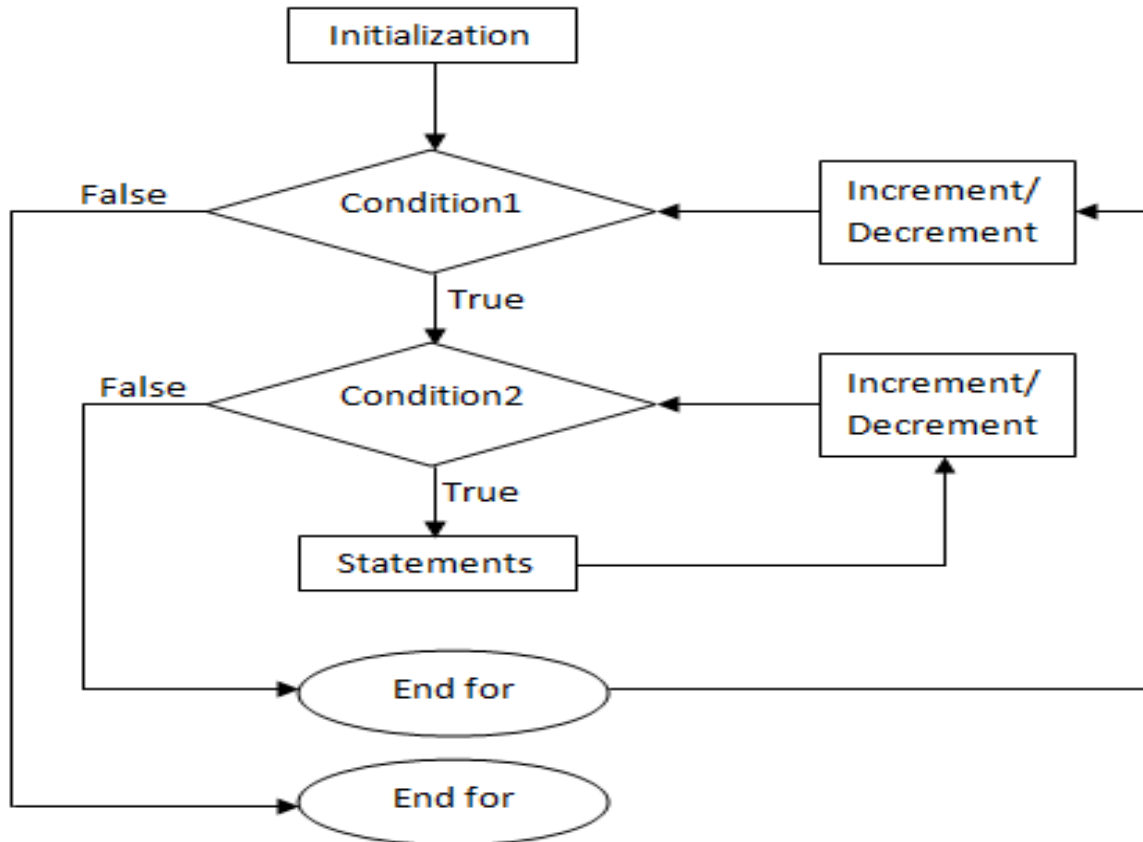 Initialization
False
Condition1
Increment/
Decrement
True
False
Condition2
Increment/
Decrement
True
Statements
End for
End for